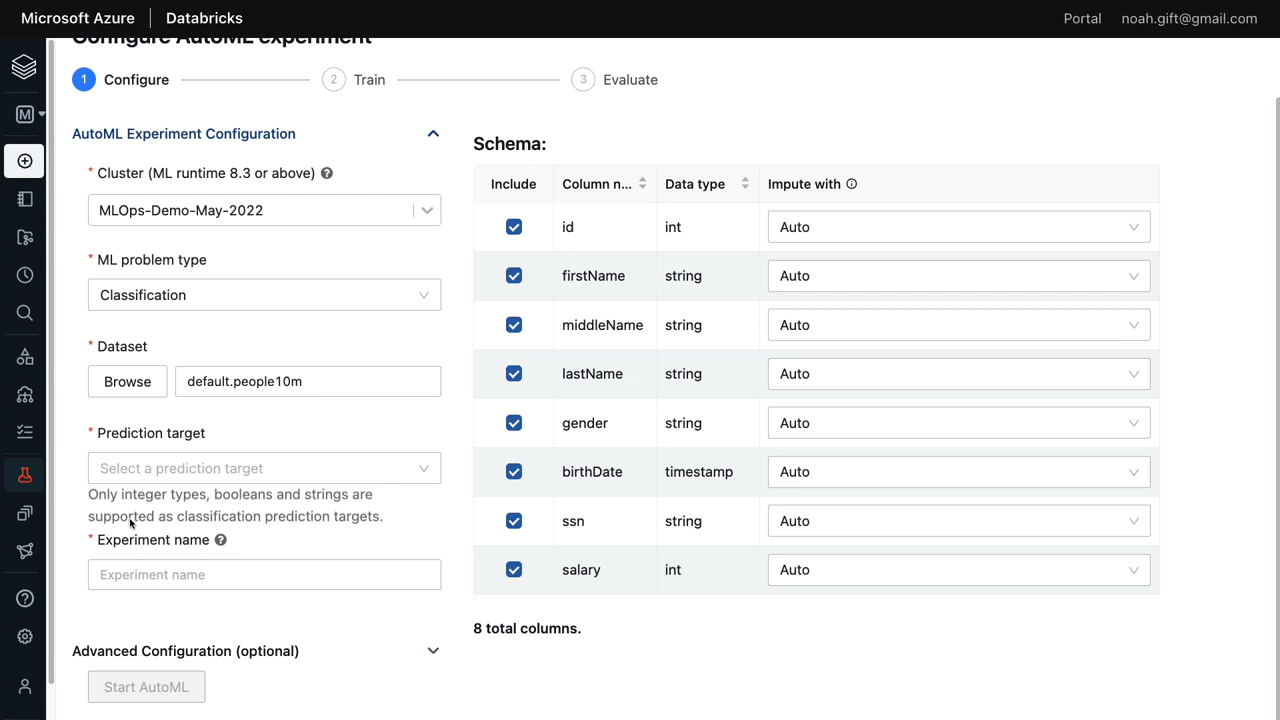 Microsoft Azure
Databricks
Portal
noah.gift@gmail.com
Configure AutoML experiment
1 Configure
2 Train
3 Evaluate
AutoML Experiment Configuration
* Cluster (ML runtime 8.3 or above)
MLOps-Demo-May-2022
* ML problem type
Classification
* Dataset
Browse
default.people10m
* Prediction target
Select a prediction target
Only integer types, booleans and strings are
supported as classification prediction targets.
* Experiment name
Experiment name
Advanced Configuration (optional)
Start AutoML
Schema:
Include Column n... Data type Impute with
id int Auto
firstName string Auto
middleName string Auto
lastName string Auto
gender string Auto
birthDate timestamp Auto
ssn string Auto
salary int Auto
8 total columns.